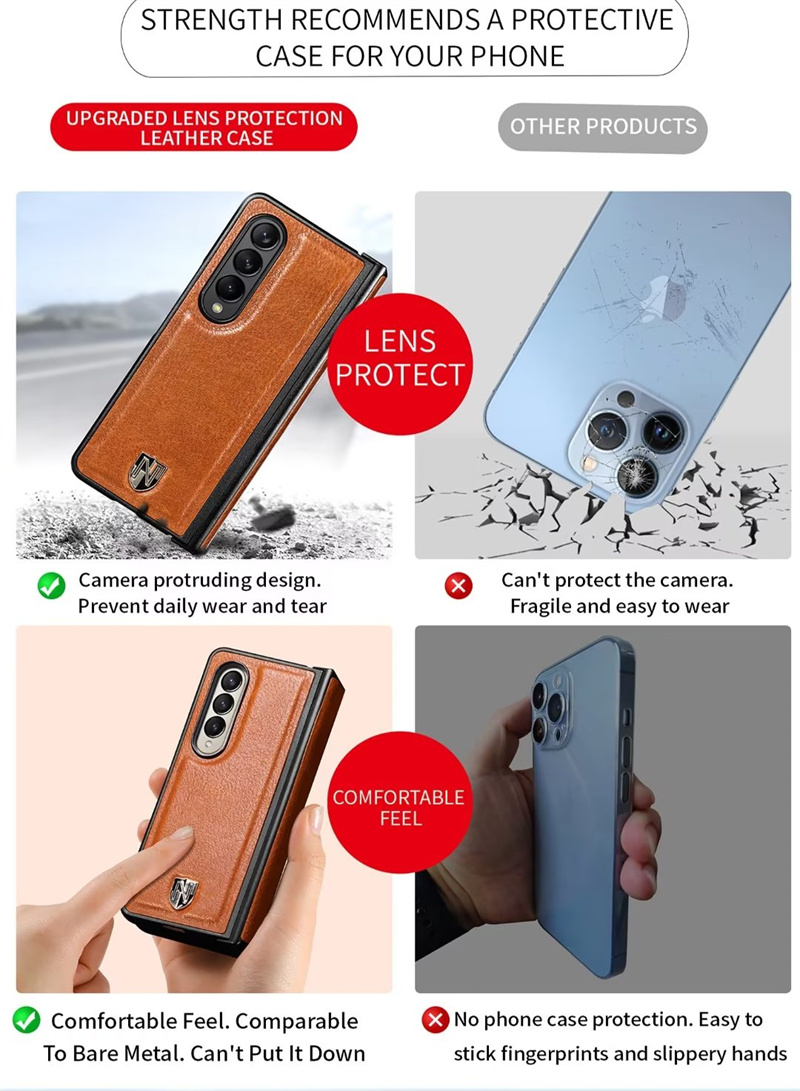 STRENGTH RECOMMENDS A PROTECTIVE
CASE FOR YOUR PHONE
UPGRADED LENS PROTECTION
LEATHER CASE
OTHER PRODUCTS
LENS
PROTECT
Camera protruding design.
Prevent daily wear and tear
Can't protect the camera.
Fragile and easy to wear
COMFORTABLE
FEEL
Comfortable Feel. Comparable
To Bare Metal. Can't Put It Down
No phone case protection. Easy to
stick fingerprints and slippery hands